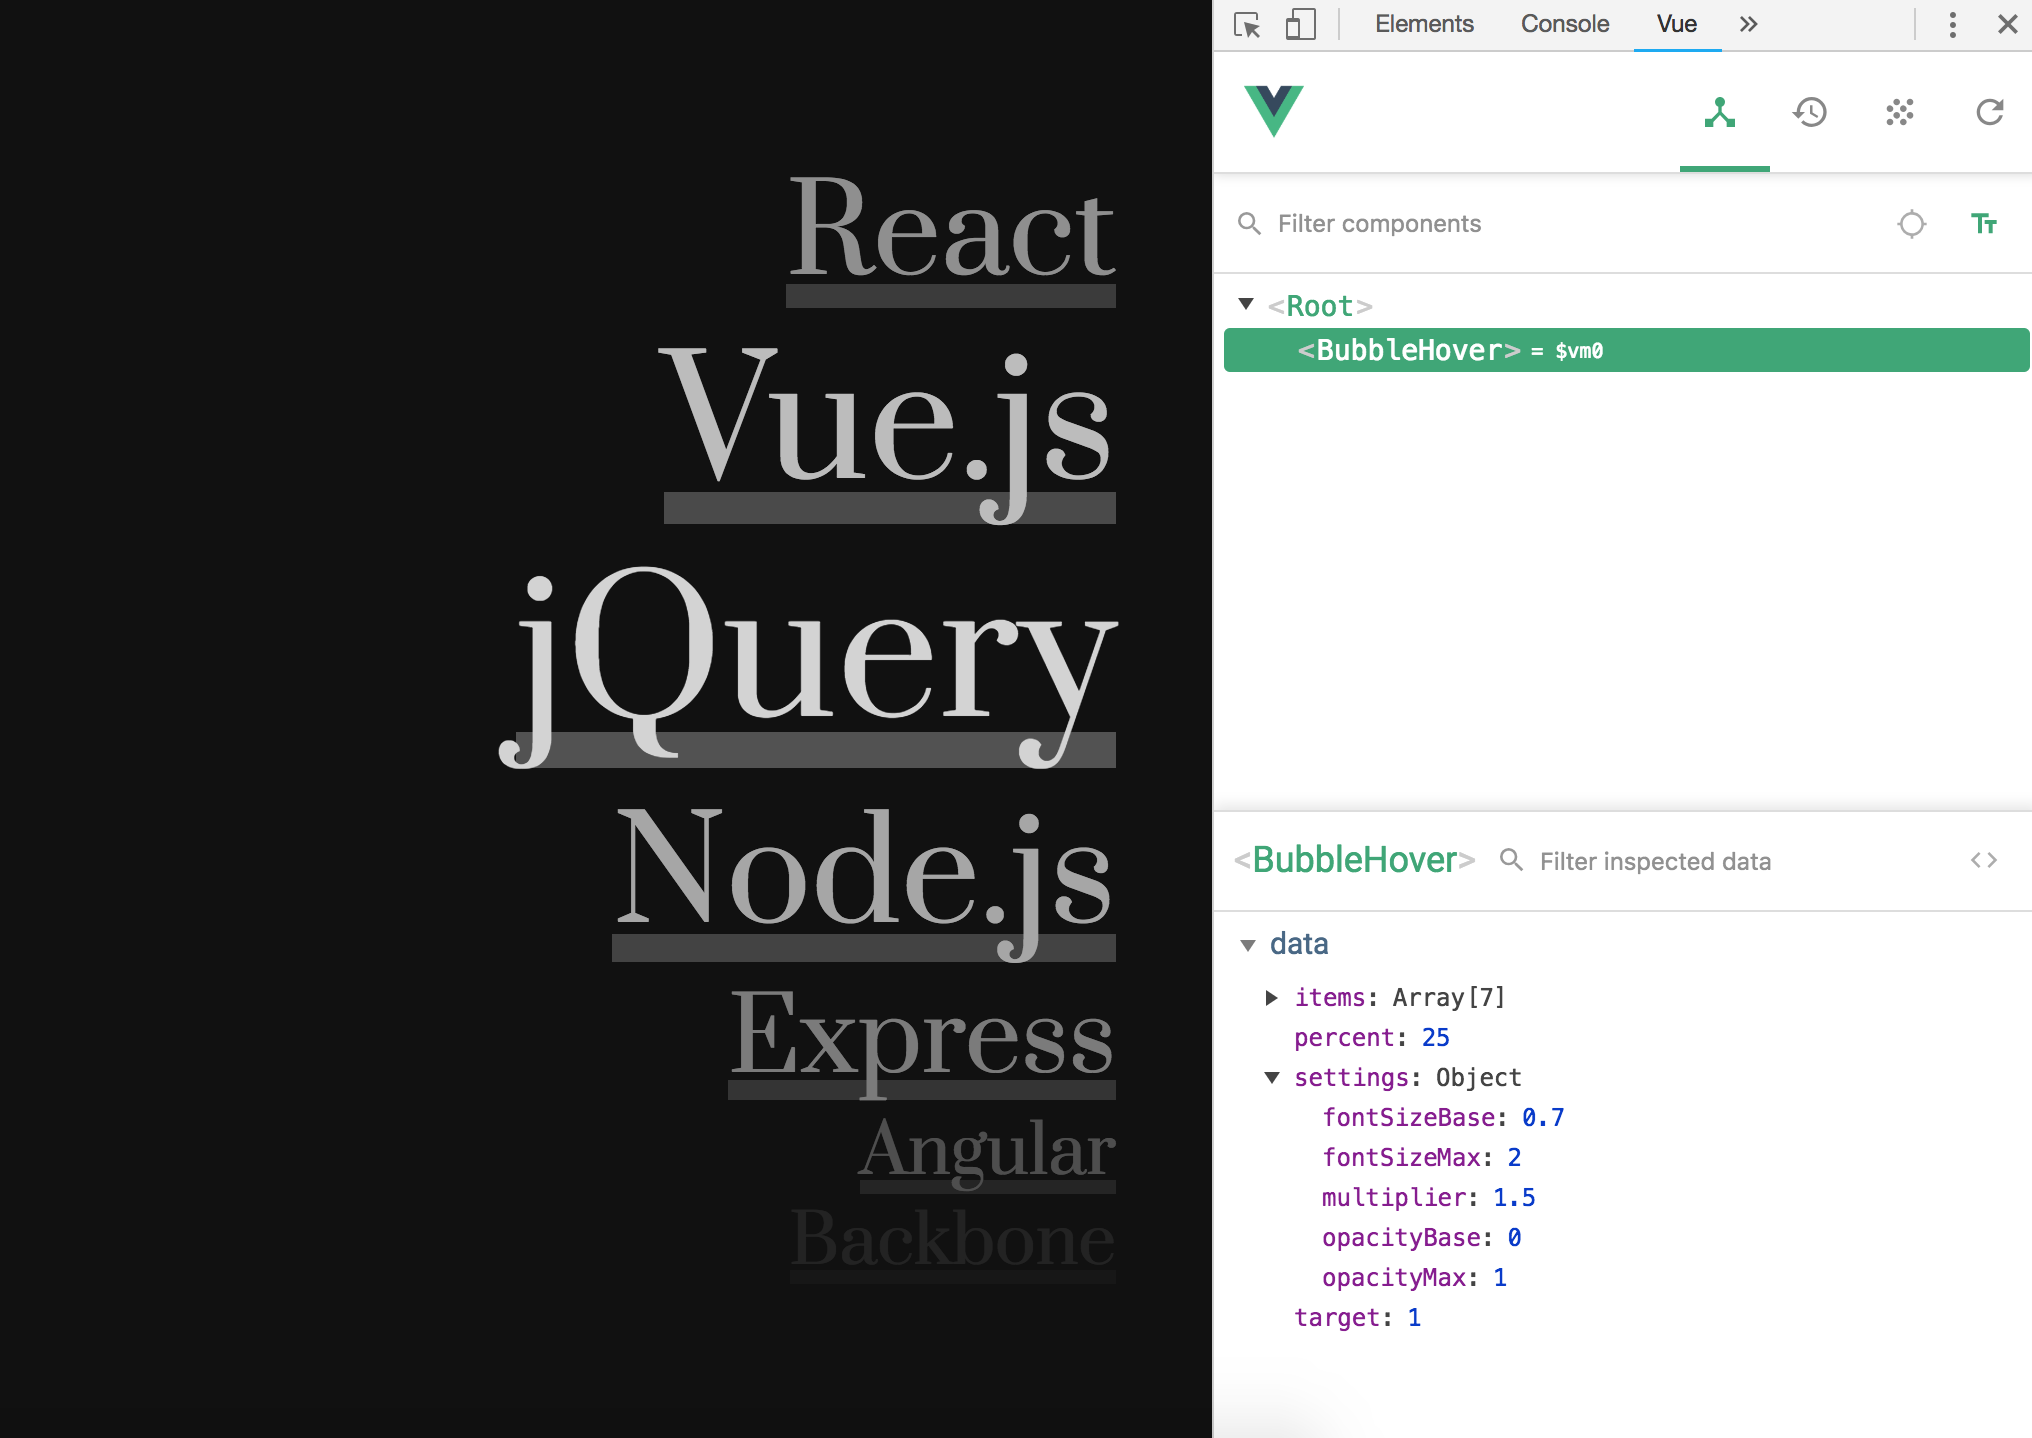 React
Vue.js
jQuery
Node.js
Express
Angular
Backbone
Elements Console Vue »
Filter components
<Root>
<BubbleHover> = $vm0
<BubbleHover> Filter inspected data
data
items: Array[7]
percent: 25
settings: Object
fontSizeBase: 0.7
fontSizeMax: 2
multiplier: 1.5
opacityBase: 0
opacityMax: 1
target: 1